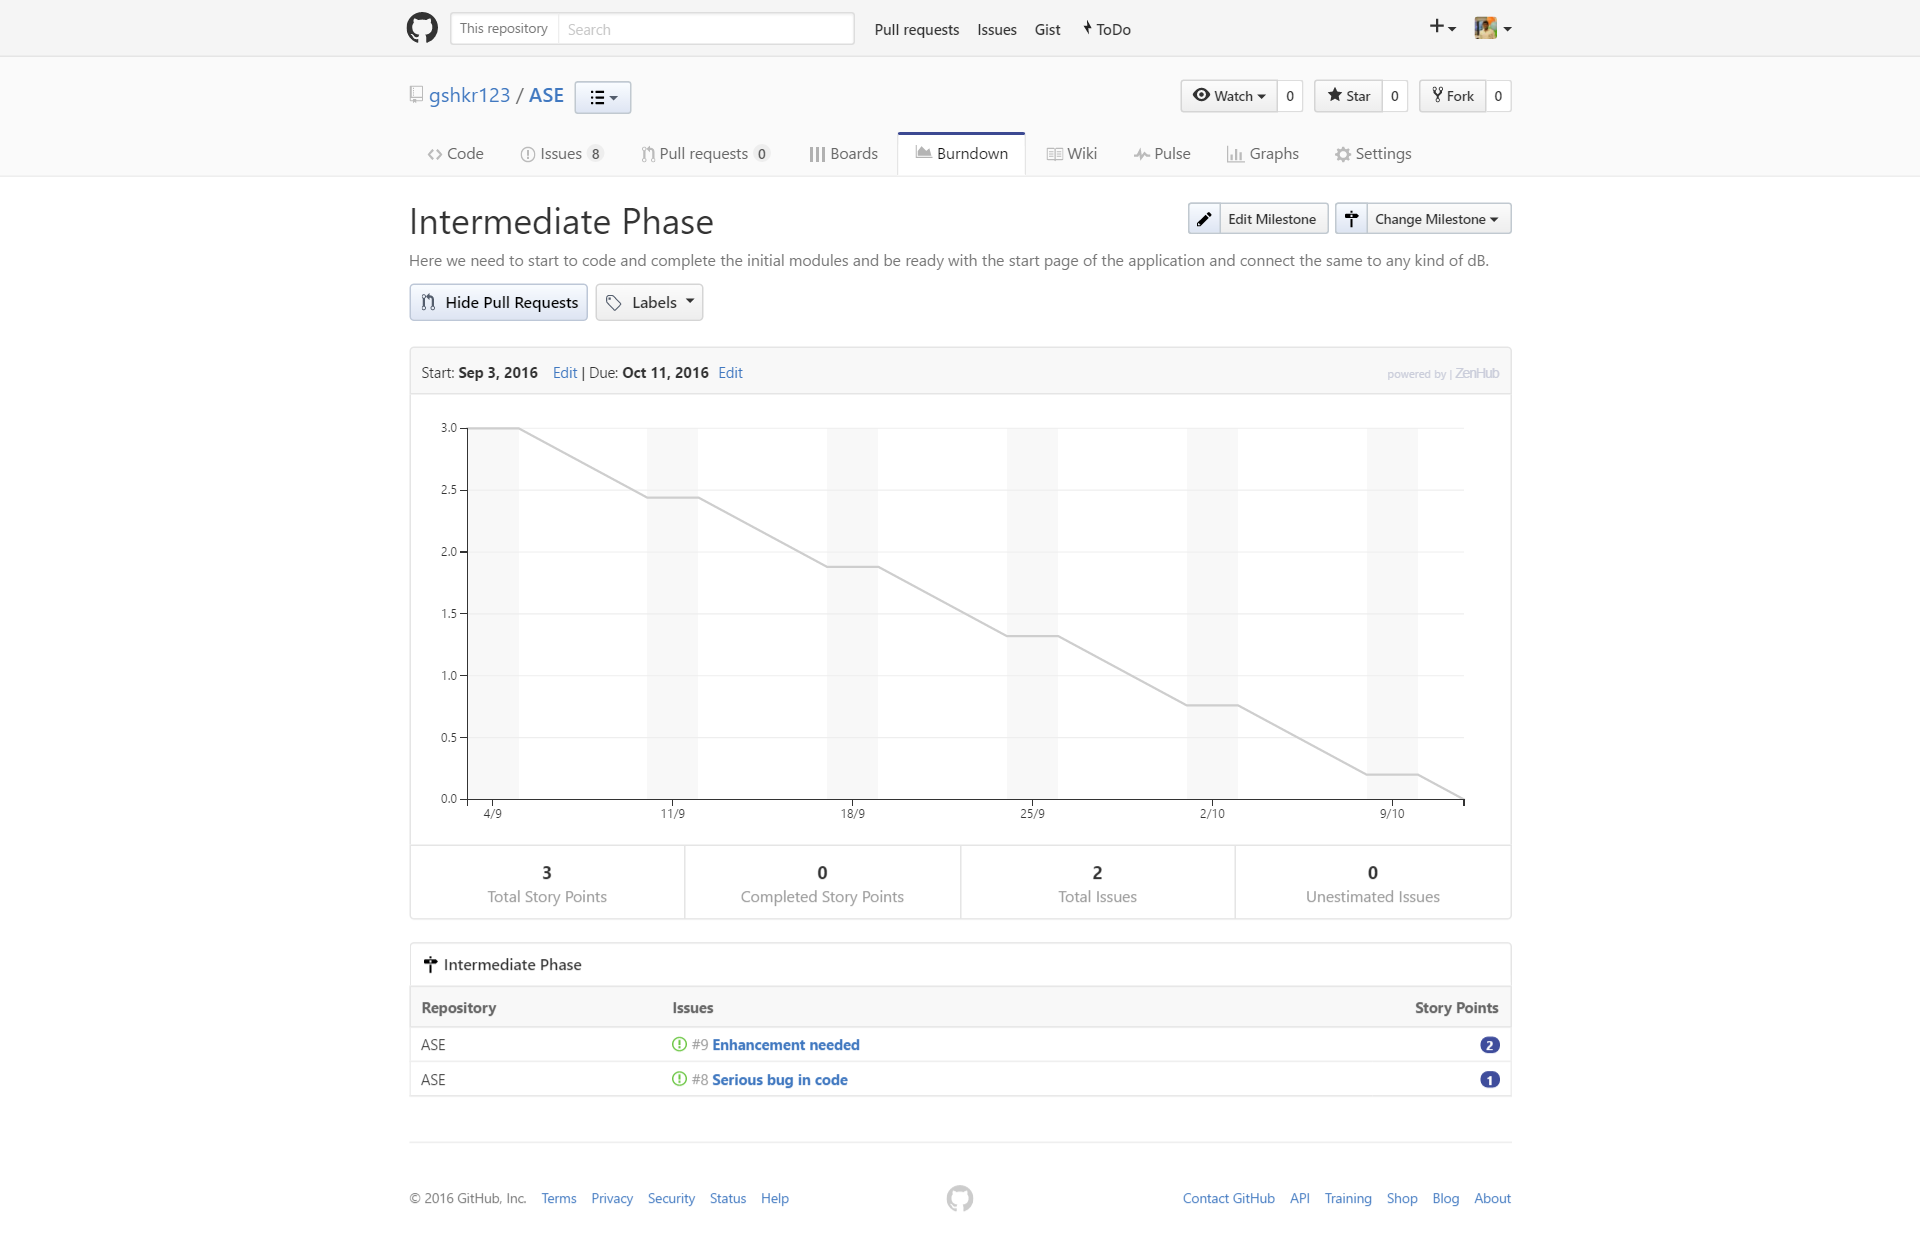 This repository Search Pull requests Issues Gist ToDo
gshkr123 / ASE Watch 0 Star 0 Fork 0
Code Issues 8 Pull requests 0 Boards Burndown Wiki Pulse Graphs Settings
Intermediate Phase Edit Milestone Change Milestone
Here we need to start to code and complete the initial modules and be ready with the start page of the application and connect the same to any kind of dB.
Hide Pull Requests Labels
Start: Sep 3, 2016 Edit | Due: Oct 11, 2016 Edit powered by | ZenHub
3.0
2.5
2.0
1.5
1.0
0.5
0.0
4/9 11/9 18/9 25/9 2/10 9/10
3 0 2 0
Total Story Points Completed Story Points Total Issues Unestimated Issues
Intermediate Phase
Repository Issues Story Points
ASE #9 Enhancement needed 2
ASE #8 Serious bug in code 1
© 2016 GitHub, Inc. Terms Privacy Security Status Help Contact GitHub API Training Shop Blog About